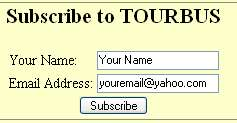 Subscribe to TOURBUS
Your Name: Your Name
Email Address: youremail@yahoo.com
Subscribe